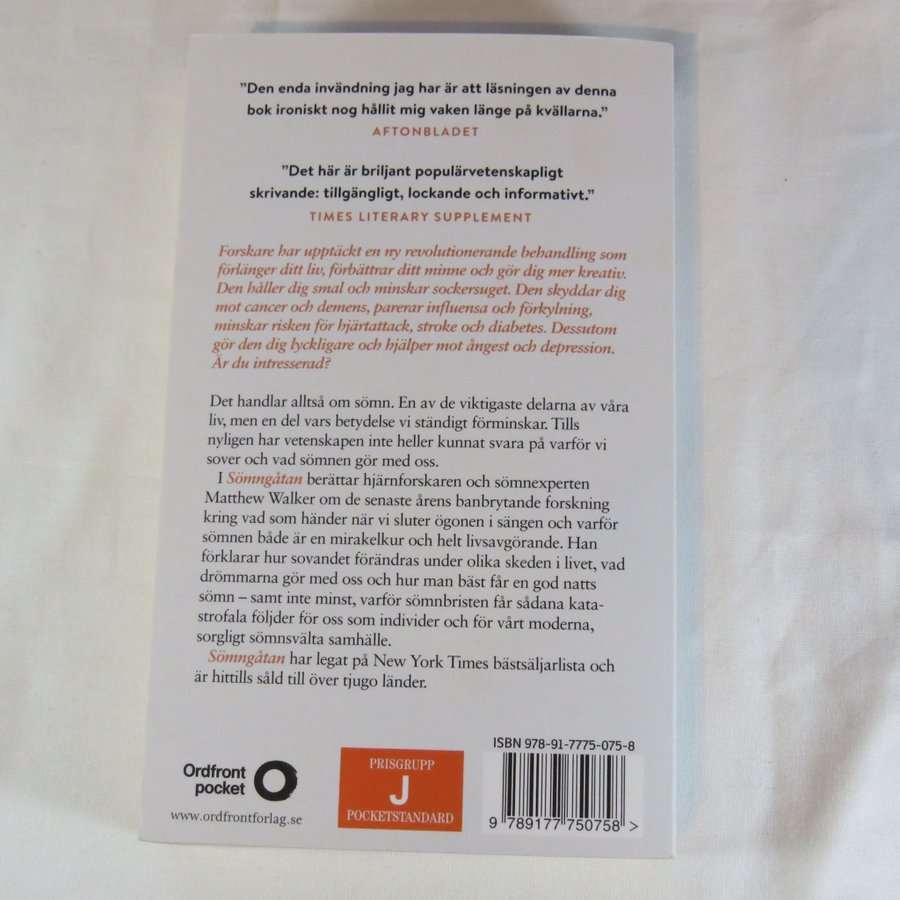 ”Den enda invändning jag har är att läsningen av denna
bok ironiskt nog hållit mig vaken länge på kvällarna.”
AFTONBLADET
”Det här är briljant populärvetenskapligt
skrivande: tillgängligt, lockande och informativt.”
TIMES LITERARY SUPPLEMENT
Forskare har upptäckt en ny revolutionerande behandling som
förlänger ditt liv, förbättrar ditt minne och gör dig mer kreativ.
Den håller dig smal och minskar sockersuget. Den skyddar dig
mot cancer och demens, parerar influensa och förkylning,
minskar risken för hjärtattack, stroke och diabetes. Dessutom
gör den dig lyckligare och hjälper mot ångest och depression.
Är du intresserad?
Det handlar alltså om sömn. En av de viktigaste delarna av våra
liv, men en del vars betydelse vi ständigt förminskar. Tills
nyligen har vetenskapen inte heller kunnat svara på varför vi
sover och vad sömnen gör med oss.
I Sömngåtan berättar hjärnforskaren och sömnexperten
Matthew Walker om de senaste årens banbrytande forskning
kring vad som händer när vi sluter ögonen i sängen och varför
sömnen både är en mirakelkur och helt livsavgörande. Han
förklarar hur sovandet förändras under olika skeden i livet, vad
drömmarna gör med oss och hur man bäst får en god natts
sömn – samt inte minst, varför sömnbristen får sådana kata-
strofala följder för oss som individer och för vårt moderna,
sorgligt sömnsvälta samhälle.
Sömngåtan har legat på New York Times bästsäljarlista och
är hittills såld till över tjugo länder.
Ordfront
pocket
www.ordfrontforlag.se
PRISGRUPP
J
POCKETSTANDARD
ISBN 978-91-7775-075-8
9 789177 750758 >